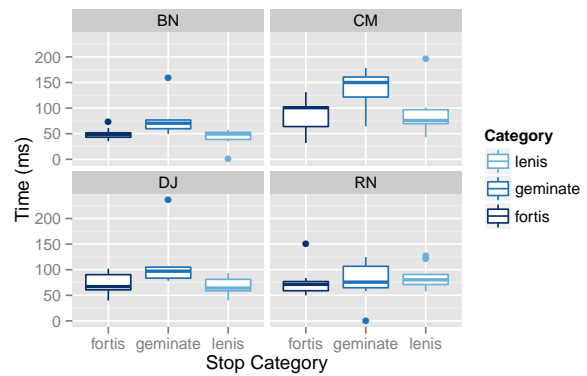 BN
CM
200
150
100
50
0
DJ
RN
200
150
100
50
0
Time (ms)
fortis geminate lenis
fortis geminate lenis
Stop Category
Category
lenis
geminate
fortis